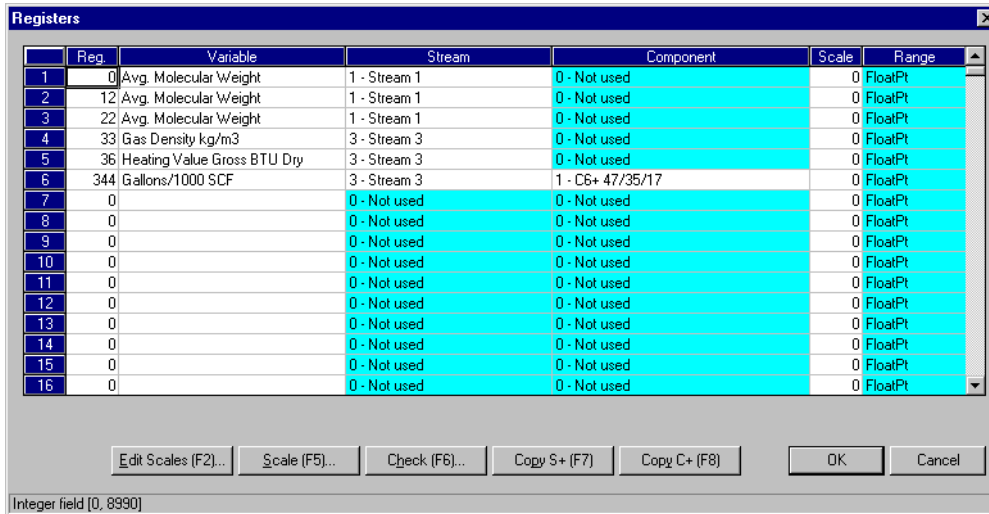 Registers
Reg. Variable Stream Component Scale Range
1 0 Avg. Molecular Weight 1 - Stream 1 0 - Not used 0 FloatPt
2 12 Avg. Molecular Weight 1 - Stream 1 0 - Not used 0 FloatPt
3 22 Avg. Molecular Weight 1 - Stream 1 0 - Not used 0 FloatPt
4 33 Gas Density kg/m3 3 - Stream 3 0 - Not used 0 FloatPt
5 36 Heating Value Gross BTU Dry 3 - Stream 3 0 - Not used 0 FloatPt
6 344 Gallons/1000 SCF 3 - Stream 3 1 - C6+ 47/35/17 0 FloatPt
7 0 0 - Not used 0 - Not used 0 FloatPt
8 0 0 - Not used 0 - Not used 0 FloatPt
9 0 0 - Not used 0 - Not used 0 FloatPt
10 0 0 - Not used 0 - Not used 0 FloatPt
11 0 0 - Not used 0 - Not used 0 FloatPt
12 0 0 - Not used 0 - Not used 0 FloatPt
13 0 0 - Not used 0 - Not used 0 FloatPt
14 0 0 - Not used 0 - Not used 0 FloatPt
15 0 0 - Not used 0 - Not used 0 FloatPt
16 0 0 - Not used 0 - Not used 0 FloatPt
Edit Scales (F2)... Scale (F5)... Check (F6)... Copy S+ (F7) Copy C+ (F8) OK Cancel
Integer field [0, 8990]